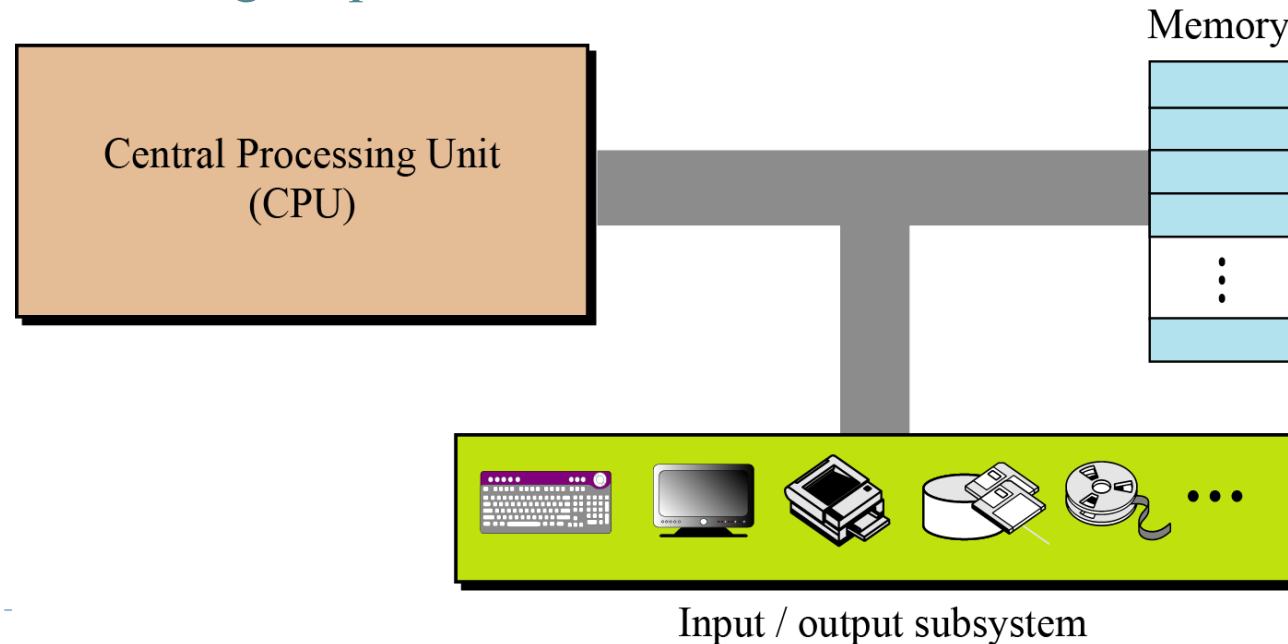 Memory
Central Processing Unit
(CPU)
Input / output subsystem